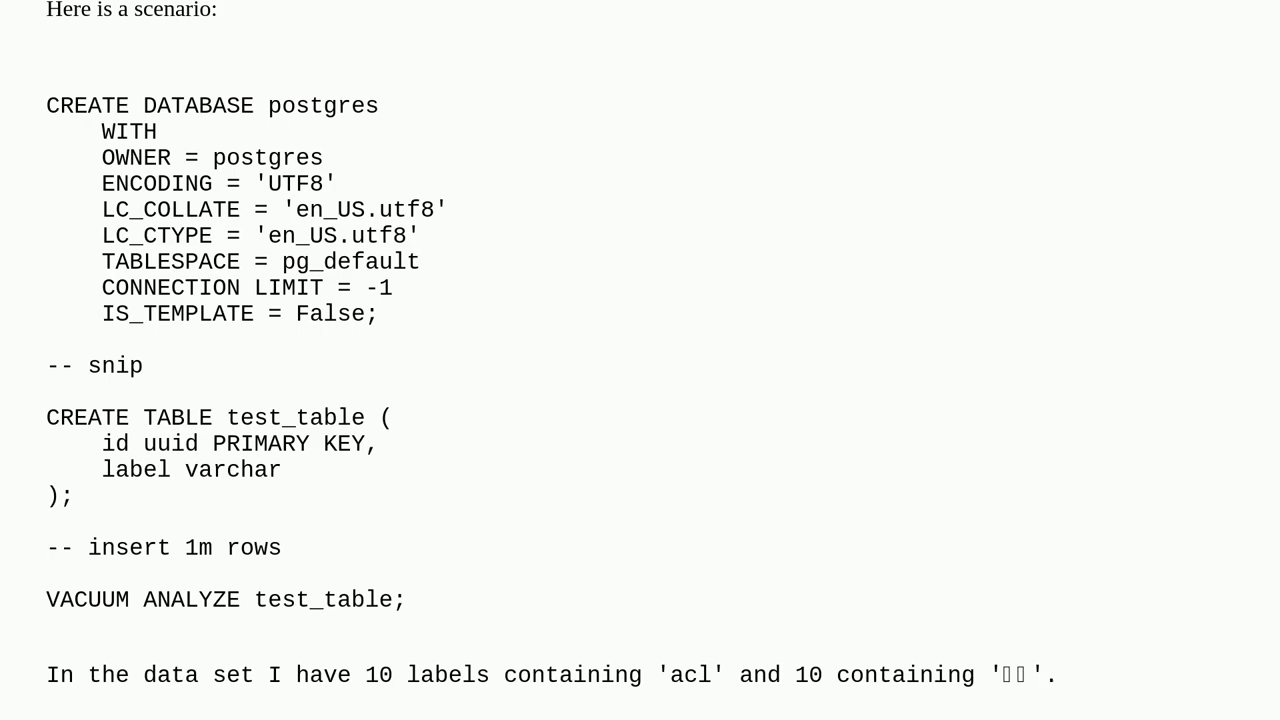 Here is a scenario:
CREATE DATABASE postgres
    WITH
    OWNER = postgres
    ENCODING = 'UTF8'
    LC_COLLATE = 'en_US.utf8'
    LC_CTYPE = 'en_US.utf8'
    TABLESPACE = pg_default
    CONNECTION LIMIT = -1
    IS_TEMPLATE = False;
-- snip
CREATE TABLE test_table (
    id uuid PRIMARY KEY,
    label varchar
);
-- insert 1m rows
VACUUM ANALYZE test_table;
In the data set I have 10 labels containing 'acl' and 10 containing ' '.